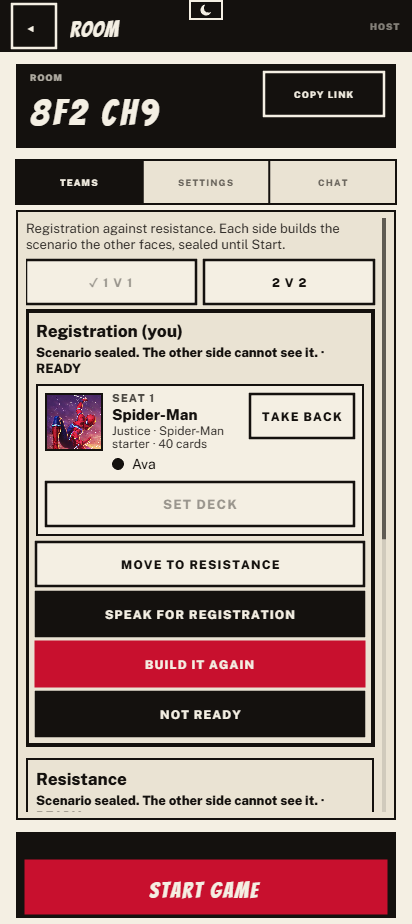 ROOM
HOST
ROOM
8F2 CH9
COPY LINK
TEAMS
SETTINGS
CHAT
Registration against resistance. Each side builds the
scenario the other faces, sealed until Start.
✓ 1 V 1
2 V 2
Registration (you)
Scenario sealed. The other side cannot see it. ·
READY
SEAT 1
Spider-Man
Justice · Spider-Man
starter · 40 cards
TAKE BACK
Ava
SET DECK
MOVE TO RESISTANCE
SPEAK FOR REGISTRATION
BUILD IT AGAIN
NOT READY
Resistance
Scenario sealed. The other side cannot see it. ·
START GAME